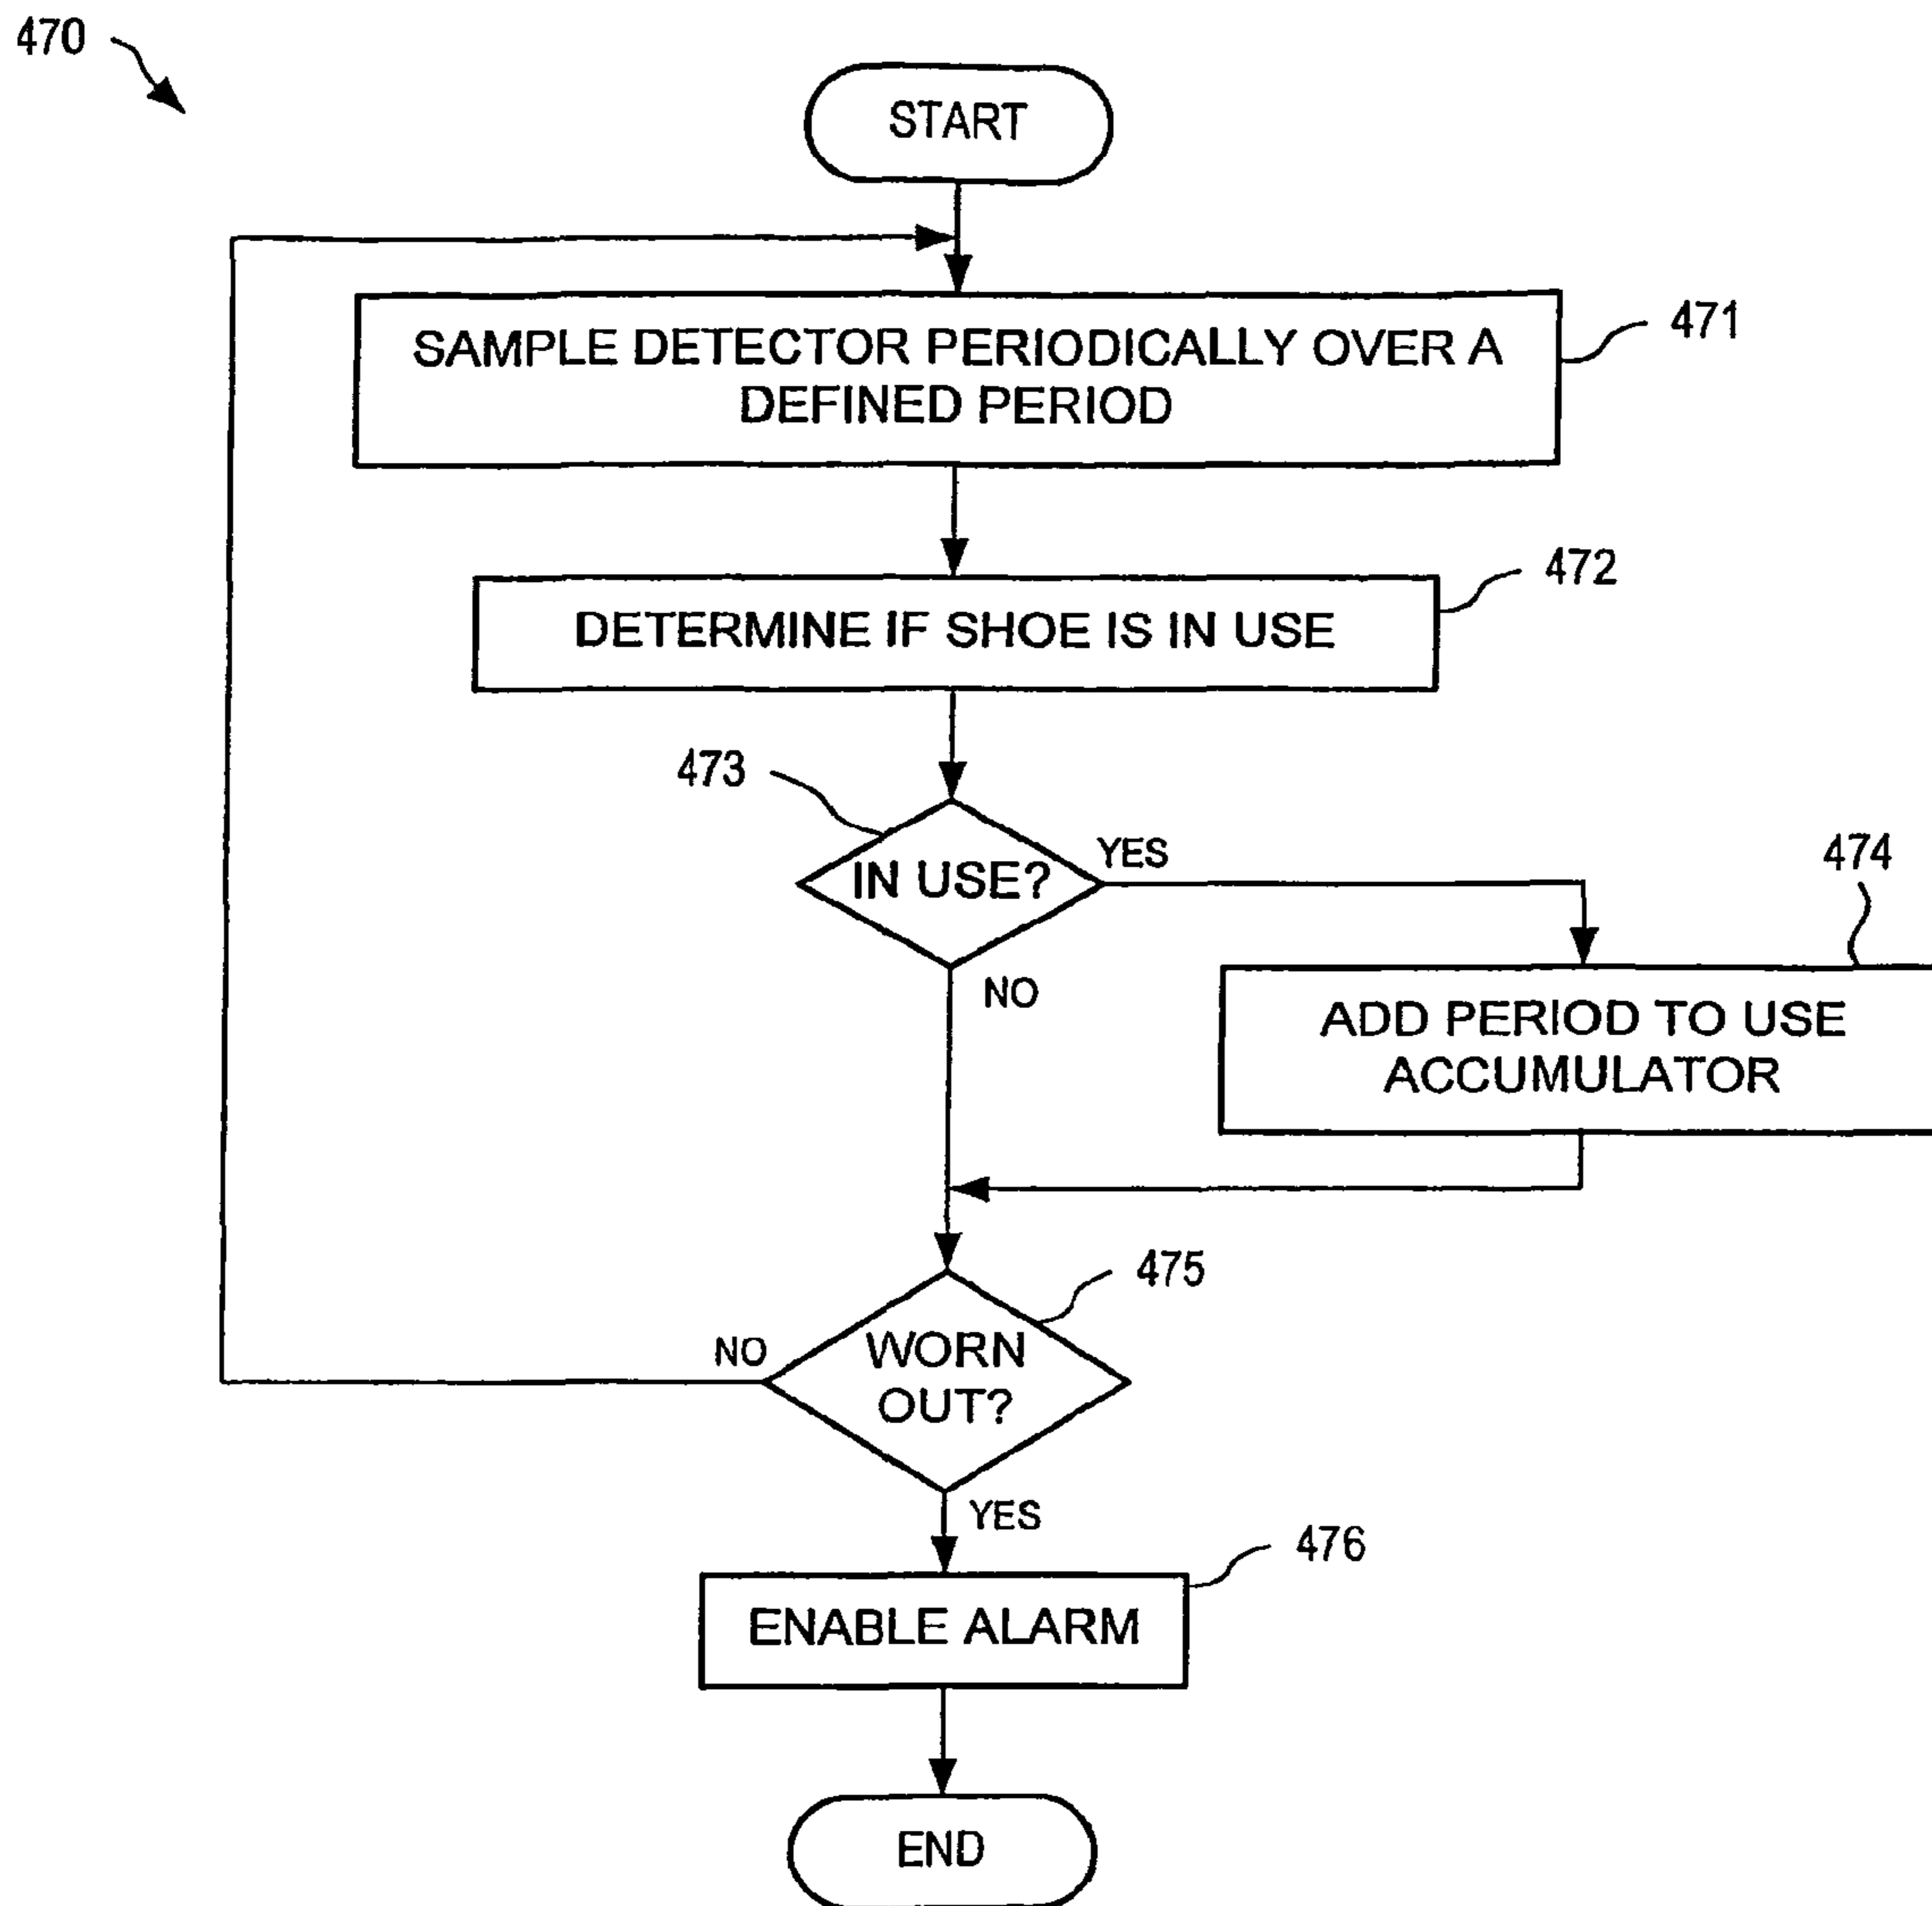 470
START
SAMPLE DETECTOR PERIODICALLY OVER A
DEFINED PERIOD
471
DETERMINE IF SHOE IS IN USE
472
473
IN USE?
YES
NO
474
ADD PERIOD TO USE
ACCUMULATOR
475
WORN
OUT?
NO
YES
476
ENABLE ALARM
END